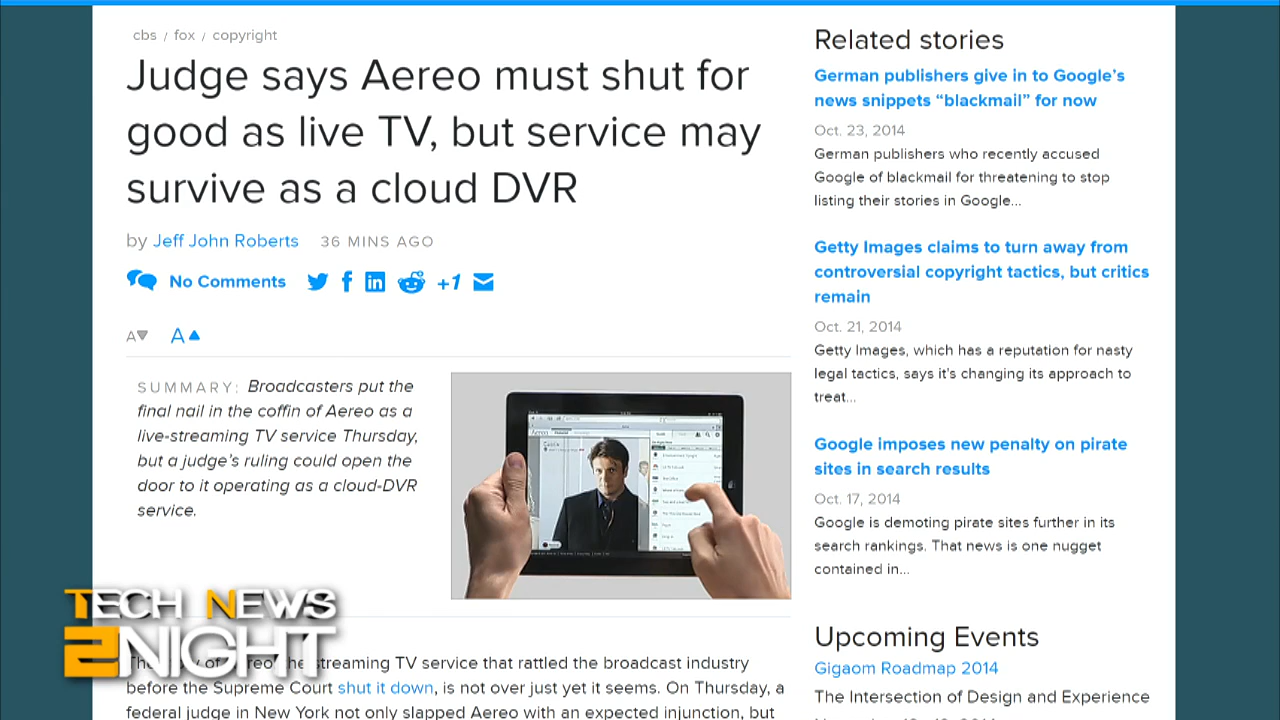 cbs / fox / copyright
Judge says Aereo must shut for
good as live TV, but service may
survive as a cloud DVR
by Jeff John Roberts 36 MINS AGO
No Comments +1
A A
SUMMARY: Broadcasters put the
final nail in the coffin of Aereo as a
live-streaming TV service Thursday,
but a judge's ruling could open the
door to it operating as a cloud-DVR
service.
streaming TV service that rattled the broadcast industry
before the Supreme Court shut it down, is not over just yet it seems. On Thursday, a
federal judge in New York not only slapped Aereo with an expected injunction, but
TECH NEWS
2NIGHT
Related stories
German publishers give in to Google's
news snippets “blackmail” for now
Oct. 23, 2014
German publishers who recently accused
Google of blackmail for threatening to stop
listing their stories in Google...
Getty Images claims to turn away from
controversial copyright tactics, but critics
remain
Oct. 21, 2014
Getty Images, which has a reputation for nasty
legal tactics, says it's changing its approach to
treat...
Google imposes new penalty on pirate
sites in search results
Oct. 17, 2014
Google is demoting pirate sites further in its
search rankings. That news is one nugget
contained in...
Upcoming Events
Gigaom Roadmap 2014
The Intersection of Design and Experience